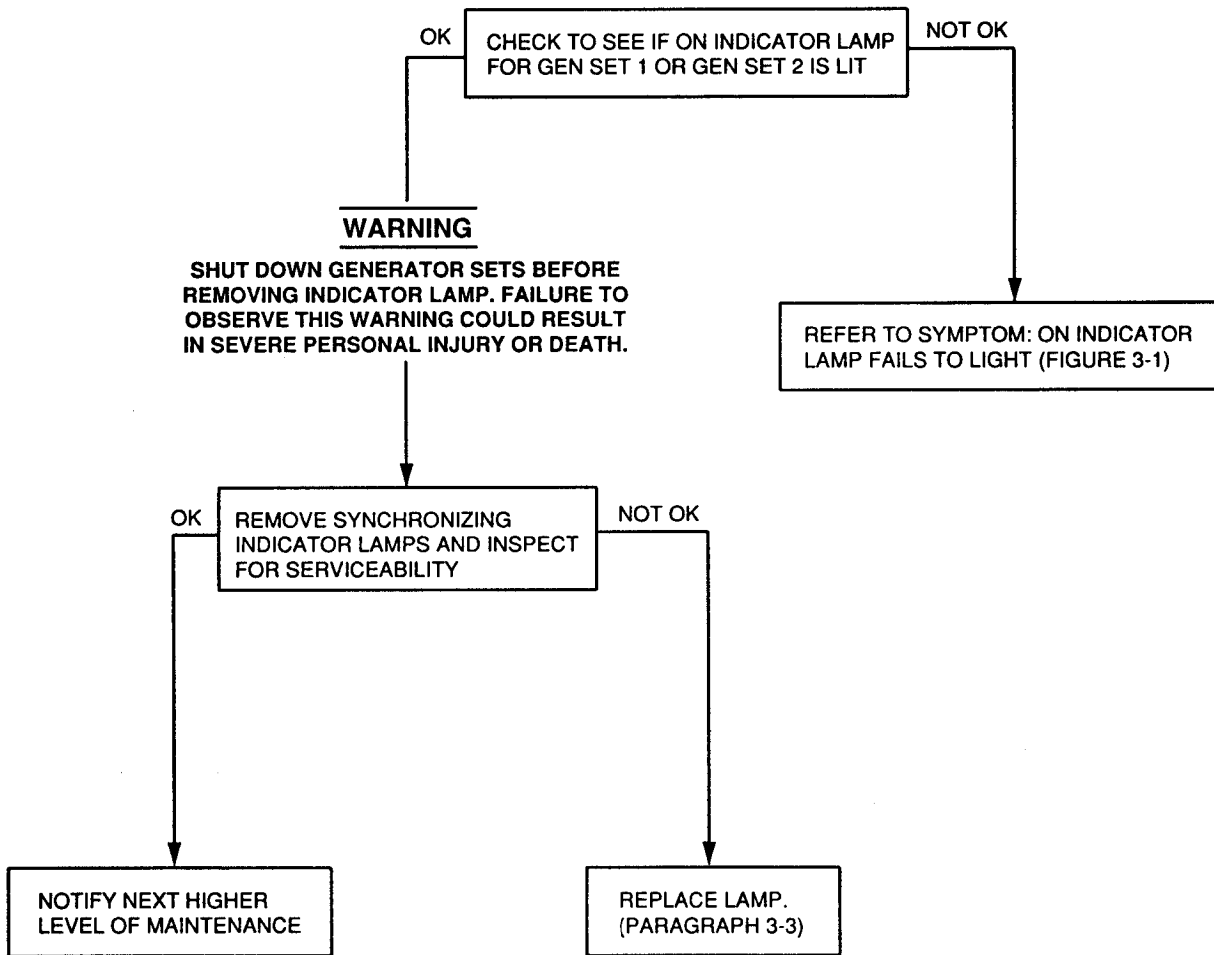 OK
CHECK TO SEE IF ON INDICATOR LAMP
FOR GEN SET 1 OR GEN SET 2 IS LIT
NOT OK
WARNING
SHUT DOWN GENERATOR SETS BEFORE
REMOVING INDICATOR LAMP. FAILURE TO
OBSERVE THIS WARNING COULD RESULT
IN SEVERE PERSONAL INJURY OR DEATH.
REFER TO SYMPTOM: ON INDICATOR
LAMP FAILS TO LIGHT (FIGURE 3-1)
OK
REMOVE SYNCHRONIZING
INDICATOR LAMPS AND INSPECT
FOR SERVICEABILITY
NOT OK
NOTIFY NEXT HIGHER
LEVEL OF MAINTENANCE
REPLACE LAMP.
(PARAGRAPH 3-3)